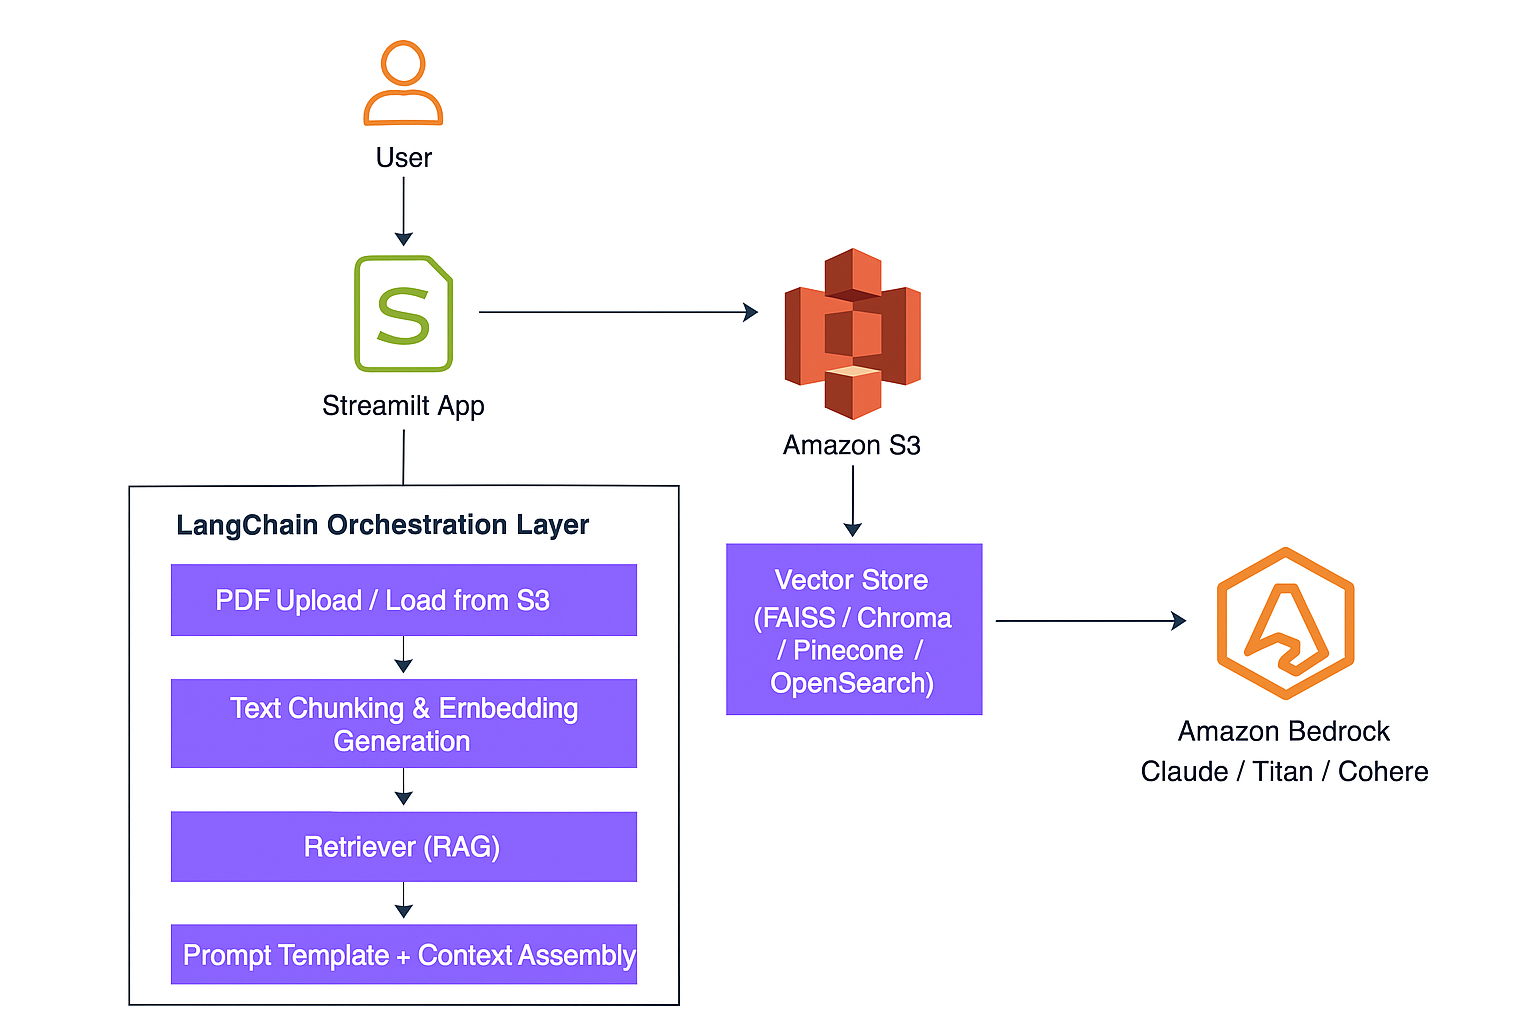 User
S
Streamilt App
Amazon S3
LangChain Orchestration Layer
PDF Upload / Load from S3
Text Chunking & Ernbedding
Generation
Retriever (RAG)
Prompt Template + Context Assembly
Vector Store
(FAISS / Chroma
/ Pinecone /
OpenSearch)
Amazon Bedrock
Claude / Titan / Cohere